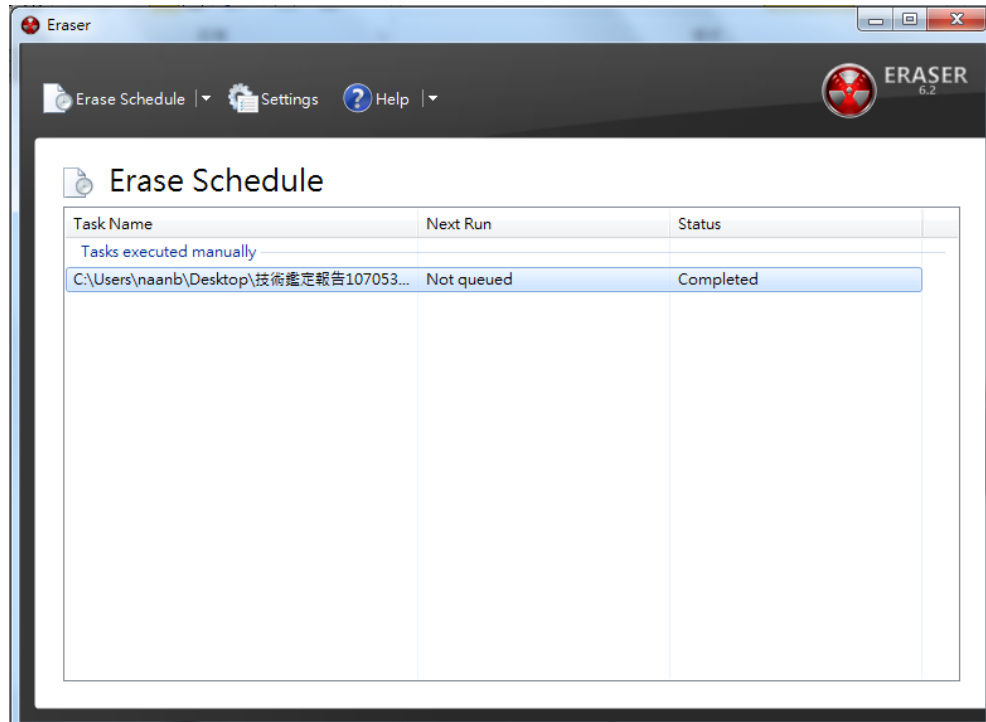 Eraser
Erase Schedule Settings Help
ERASER
6.2
Erase Schedule
Task Name Next Run Status
Tasks executed manually
C:\Users\naanb\Desktop\技術鑑定報告107053... Not queued Completed